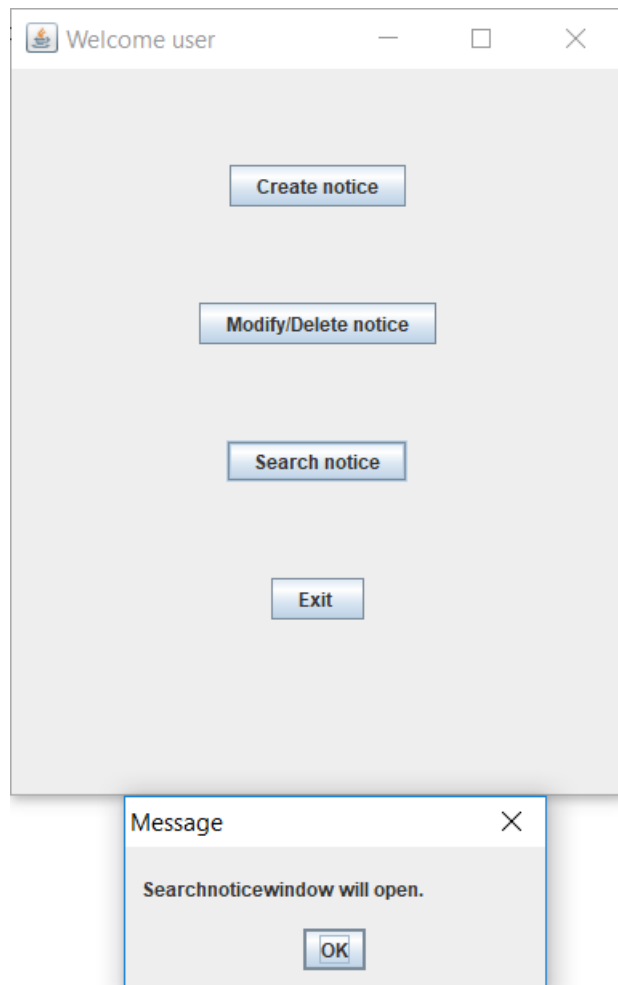 Welcome user
Create notice
Modify/Delete notice
Search notice
Exit
Message
Searchnoticewindow will open.
OK